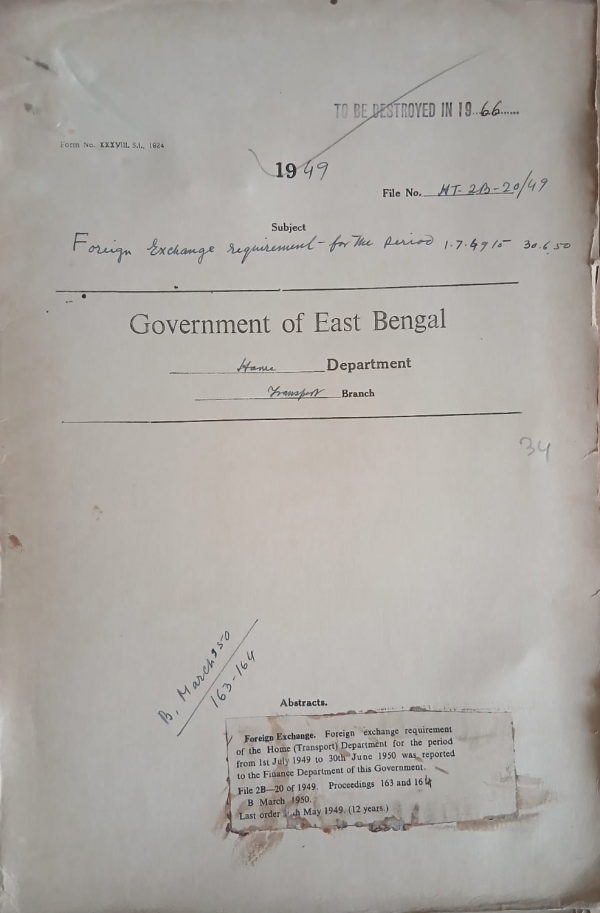 TO BE DESTROYED IN 19..66......
Form No. XXXVIII. S.I., 1924
1949
File No. HT-2B-20/49
Subject
Foreign Exchange requirement for the period 1.7.49 to 30.6.50
Government of East Bengal
Home Department
Transport Branch
34
B. March 50
163-164
Abstracts.
Foreign Exchange. Foreign exchange requirement
of the Home (Transport) Department for the period
from 1st July 1949 to 30th June 1950 was reported
to the Finance Department of this Government.
File 2B—20 of 1949. Proceedings 163 and 164
B March 1950.
Last order May 1949. (12 years.)